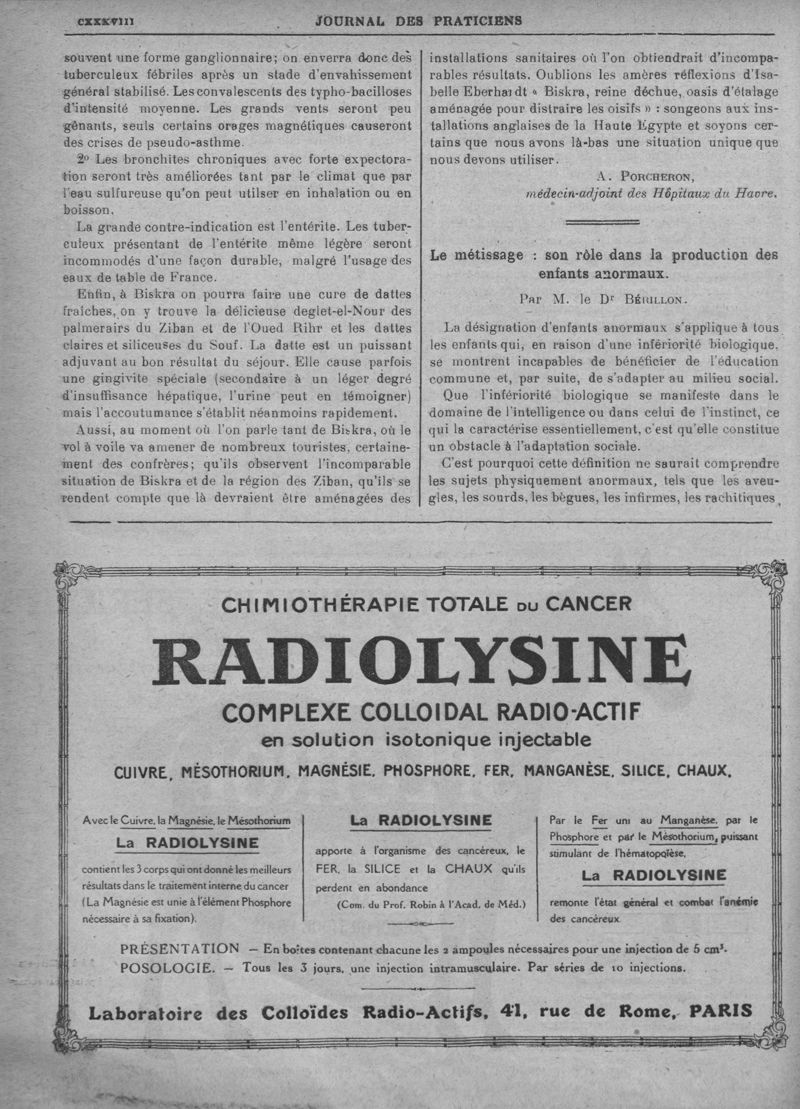 CXXXVIII
JOURNAL DES PRATICIENS
souvent une forme ganglionnaire; on enverra donc des
tuberculeux fébriles après un stade d'envahissement
général stabilisé. Les convalescents des typho-bacilloses
d'intensité moyenne. Les grands vents seront peu
gênants, seuls certains orages magnétiques causeront
des crises de pseudo-asthme.
2º Les bronchites chroniques avec forte expectora-
tion seront très améliorées tant par le climat que par
l'eau sulfureuse qu'on peut utilser en inhalation ou en
boisson.
La grande contre-indication est l'entérite. Les tuber-
culeux présentant de l'entérite même légère seront
incommodés d'une façon durable, malgré l'usage des
eaux de table de France.
Enfin, à Biskra on pourra faire une cure de dattes
fraîches, on y trouve la délicieuse deglet-el-Nour des
palmerairs du Ziban et de l'Oued Rihr et les dattes
claires et siliceuses du Souf. La datte est un puissant
adjuvant au bon résultat du séjour. Elle cause parfois
une gingivite spéciale (secondaire à un léger degré
d'insuffisance hépatique, l'urine peut en témoigner)
mais l'accoutumance s'établit néanmoins rapidement.
Aussi, au moment où l'on parle tant de Biskra, où le
vol à voile va amener de nombreux touristes, certaine-
ment des confrères; qu'ils observent l'incomparable
situation de Biskra et de la région des Ziban, qu'ils se
rendent compte que là devraient être aménagées des
installations sanitaires où l'on obtiendrait d'incompa-
rables résultats. Oublions les amères réflexions d'Isa-
belle Eberhardt « Biskra, reine déchue, oasis d'étalage
aménagée pour distraire les oisifs » : songeons aux ins-
tallations anglaises de la Haute Egypte et soyons cer-
tains que nous avons là-bas une situation unique que
nous devons utiliser.
A. PORCHERON,
médecin-adjoint des Hôpitaux du Havre.
Le métissage : son rôle dans la production des
enfants anormaux.
Par M. le Dr BÉRILLON.
La désignation d'enfants anormaux s'applique à tous
les enfants qui, en raison d'une infériorité biologique,
se montrent incapables de bénéficier de l'éducation
commune et, par suite, de s'adapter au milieu social.
Que l'infériorité biologique se manifeste dans le
domaine de l'intelligence ou dans celui de l'instinct, ce
qui la caractérise essentiellement, c'est qu'elle constitue
un obstacle à l'adaptation sociale.
C'est pourquoi cette définition ne saurait comprendre
les sujets physiquement anormaux, tels que les aveu-
gles, les sourds, les bègues, les infirmes, les rachitiques,
CHIMIOTHÉRAPIE TOTALE DU CANCER
RADIOLYSINE
COMPLEXE COLLOIDAL RADIO-ACTIF
en solution isotonique injectable
CUIVRE, MÉSOTHORIUM, MAGNÉSIE, PHOSPHORE, FER, MANGANÈSE, SILICE, CHAUX.
Avec le Cuivre, la Magnésie, le Mésothorium
La RADIOLYSINE
contient les 3 corps qui ont donné les meilleurs
résultats dans le traitement interne du cancer
(La Magnésie est unie à l'élément Phosphore
nécessaire à sa fixation).
La RADIOLYSINE
apporte à l'organisme des cancéreux, le
FER, la SILICE et la CHAUX qu'ils
perdent en abondance
(Com. du Prof. Robin à l'Acad. de Méd.)
Par le Fer uni au Manganèse, par le
Phosphore et par le Mésothorium, puissant
stimulant de l'hématopoïèse,
La RADIOLYSINE
remonte l'état général et combat l'anémie
des cancéreux
PRÉSENTATION — En boîtes contenant chacune les 2 ampoules nécessaires pour une injection de 5 cm³.
POSOLOGIE. — Tous les 3 jours, une injection intramusculaire. Par séries de 10 injections.
Laboratoire des Colloïdes Radio-Actifs, 41, rue de Rome, PARIS